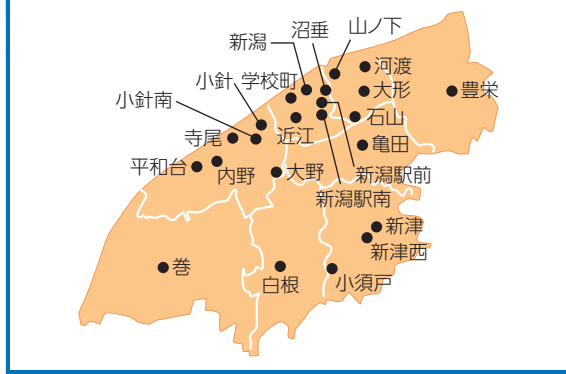 沼垂
山ノ下
新潟
河渡
小針
学校町
大形
豊栄
小針南
石山
寺尾
近江
亀田
平和台
内野
大野
新潟駅前
新潟駅南
新津
新津西
巻
白根
小須戸